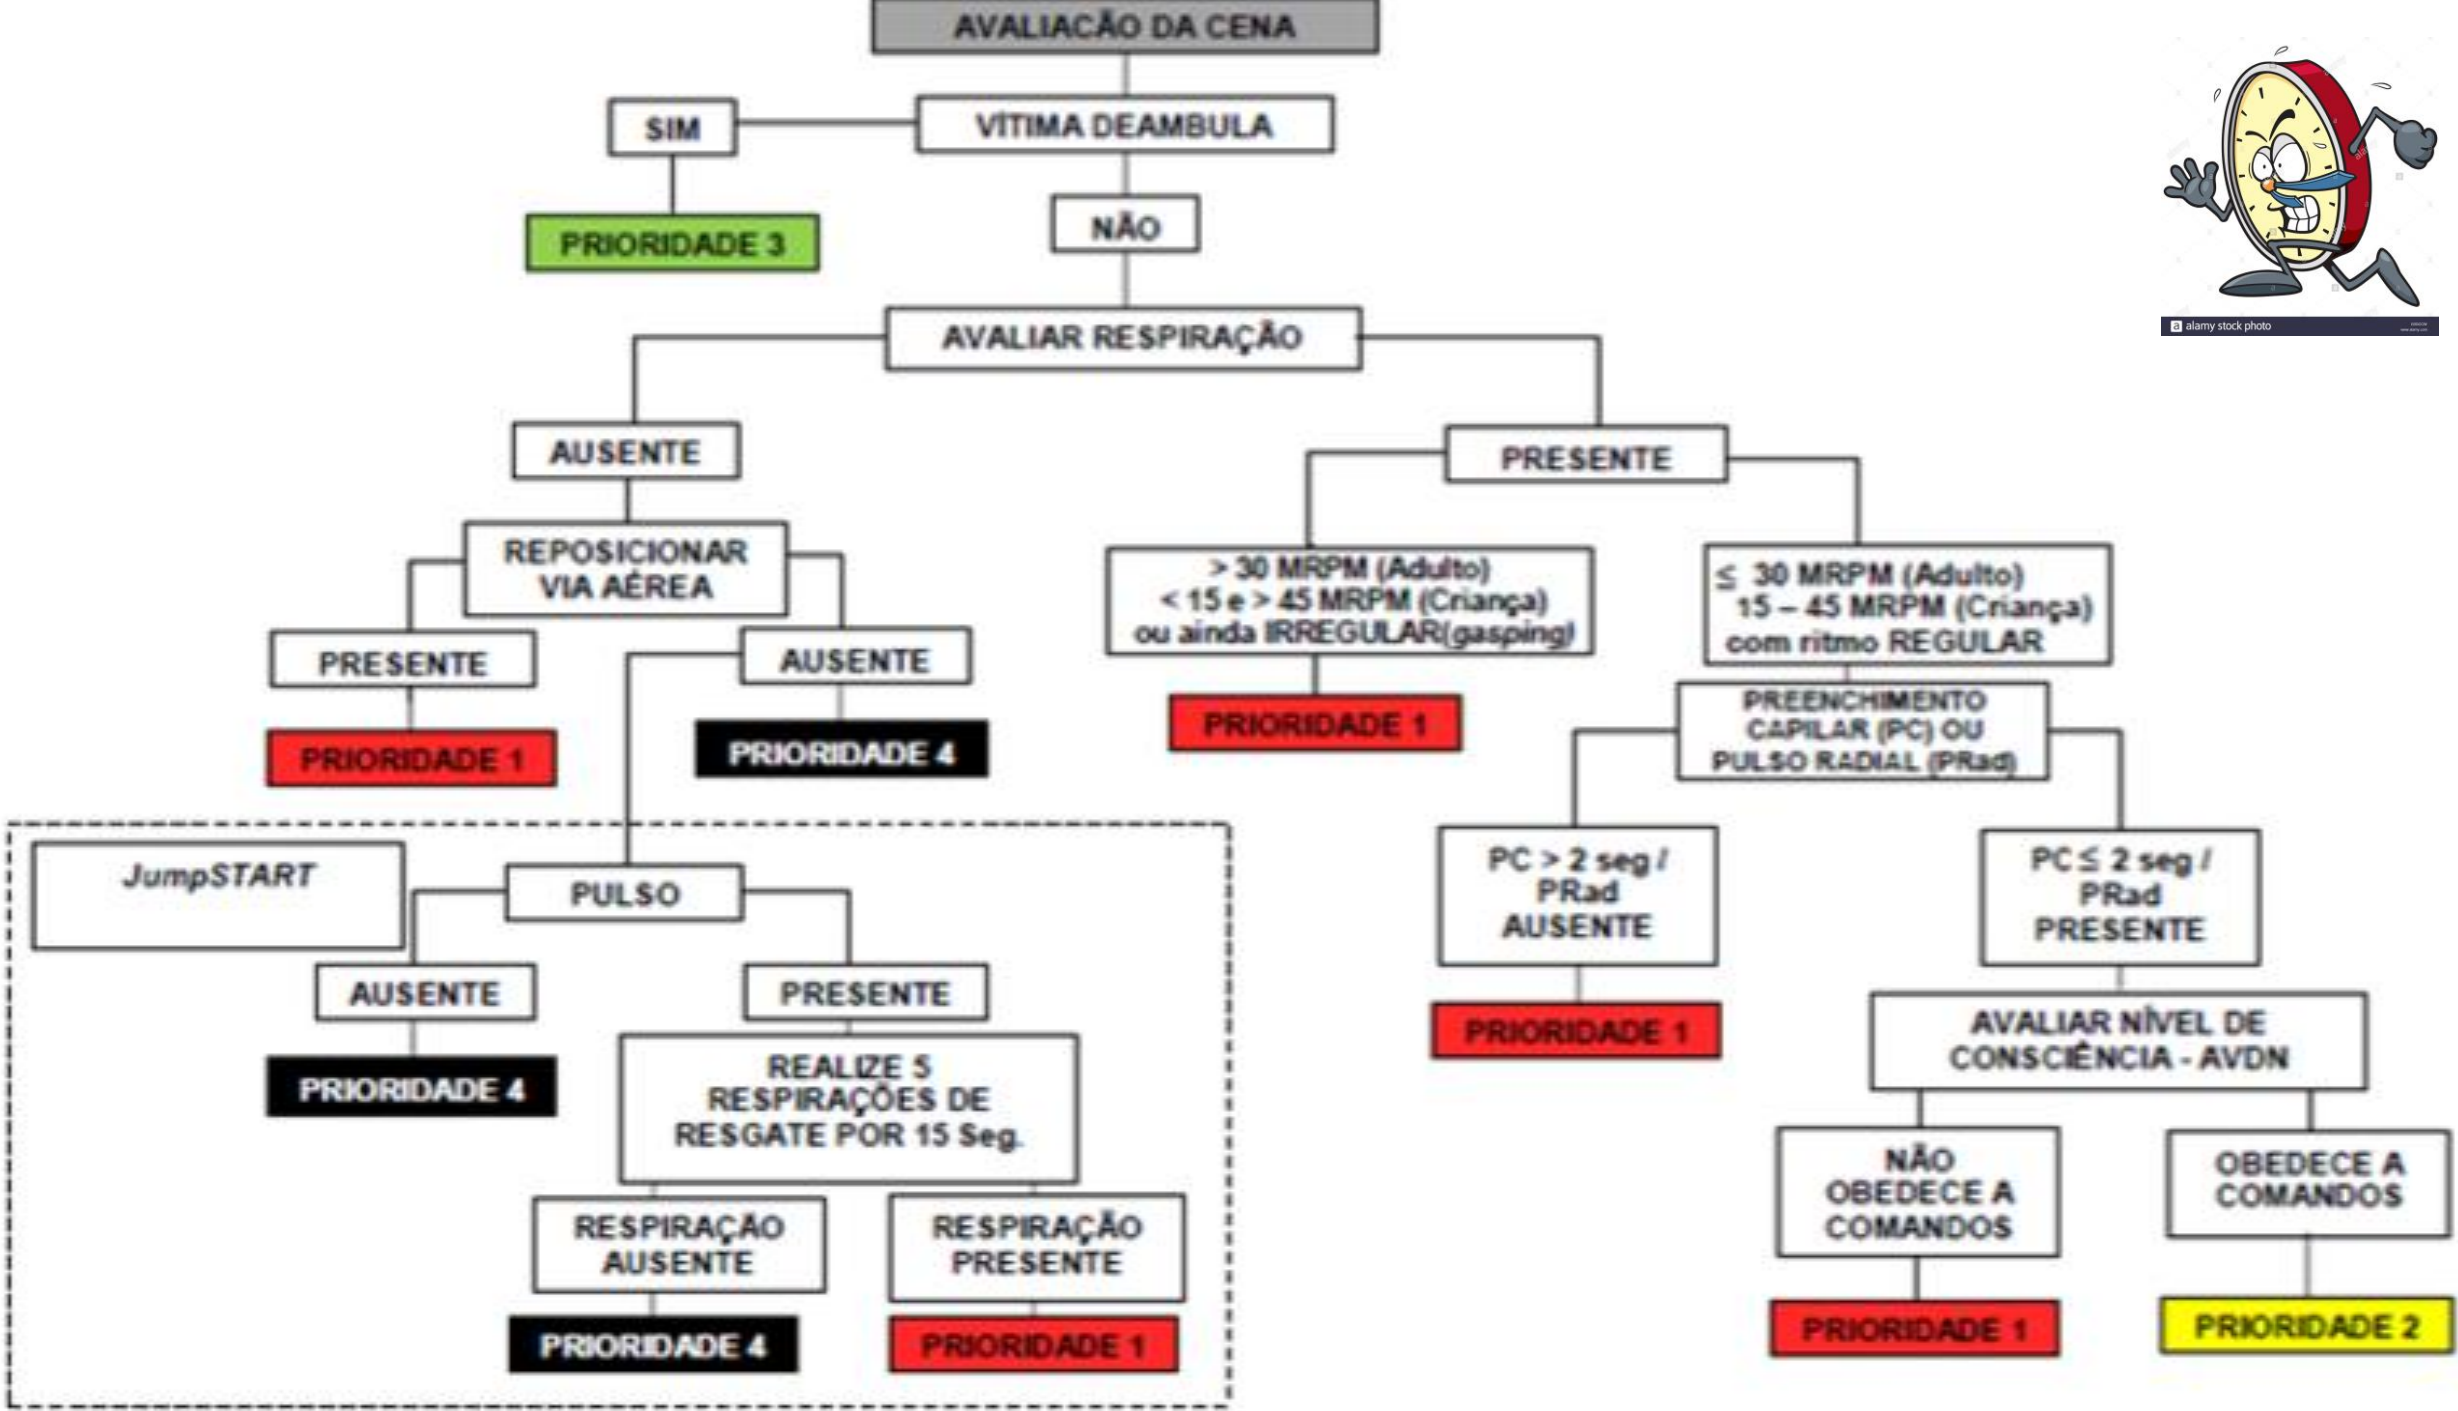 AVALIACÃO DA CENA
SIM
VÍTIMA DEAMBULA
PRIORIDADE 3
NÃO
AVALIAR RESPIRAÇÃO
a alamy stock photo
AUSENTE
PRESENTE
REPOSICIONAR
VIA AÉREA
> 30 MRPM (Adulto)
< 15 e > 45 MRPM (Criança)
ou ainda IRREGULAR(gasping)
≤ 30 MRPM (Adulto)
15 – 45 MRPM (Criança)
com ritmo REGULAR
PRESENTE
AUSENTE
PRIORIDADE 1
PRIORIDADE 4
PRIORIDADE 1
PREENCHIMENTO
CAPILAR (PC) OU
PULSO RADIAL (PRad)
JumpSTART
PULSO
PC > 2 seg /
PRad
AUSENTE
PC ≤ 2 seg /
PRad
PRESENTE
AUSENTE
PRESENTE
PRIORIDADE 4
REALIZE 5
RESPIRAÇÕES DE
RESGATE POR 15 Seg.
PRIORIDADE 1
AVALIAR NÍVEL DE
CONSCIÊNCIA - AVDN
RESPIRAÇÃO
AUSENTE
RESPIRAÇÃO
PRESENTE
NÃO
OBEDECE A
COMANDOS
OBEDECE A
COMANDOS
PRIORIDADE 4
PRIORIDADE 1
PRIORIDADE 1
PRIORIDADE 2